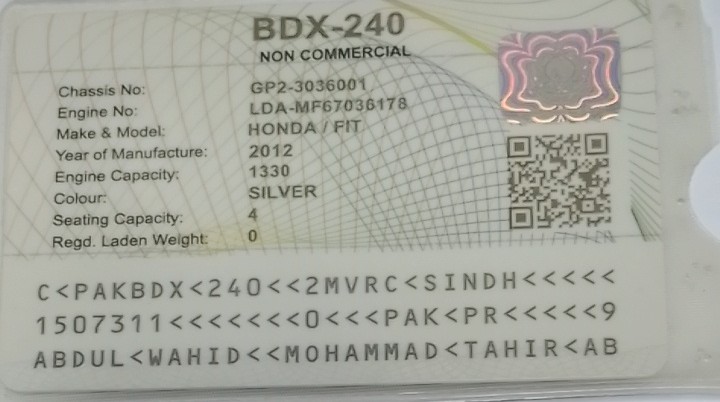 BDX-240
NON COMMERCIAL
Chassis No: GP2-3036001
Engine No: LDA-MF67036178
Make & Model: HONDA / FIT
Year of Manufacture: 2012
Engine Capacity: 1330
Colour: SILVER
Seating Capacity: 4
Regd. Laden Weight: 0
C<PAKBDX<240<<2MVRC<SINDH<<<<<
1507311<<<<<<<0<<<PAK<PR<<<<<9
ABDUL<WAHID<<MOHAMMAD<TAHIR<AB